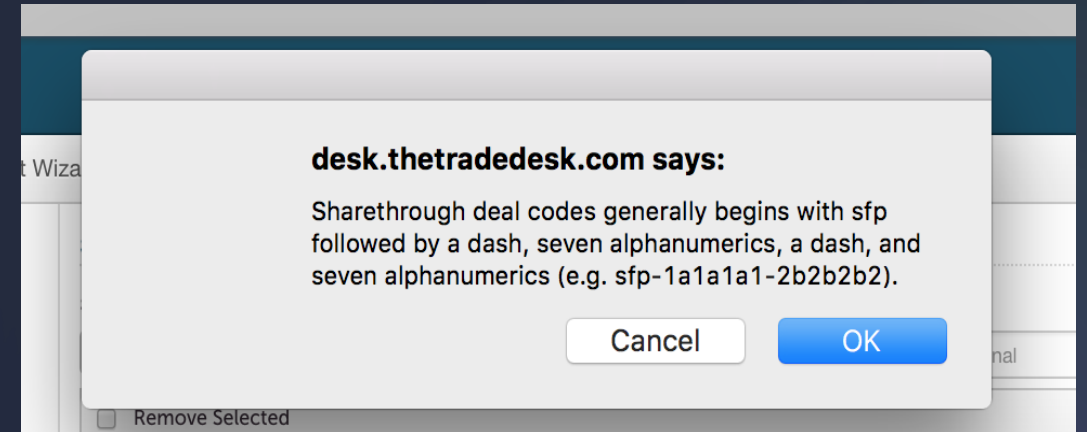 desk.thetradedesk.com says:
t Wiza
Sharethrough deal codes generally begins with sfp
followed by a dash, seven alphanumerics, a dash, and
seven alphanumerics (e.g. sfp-1a1a1a1-2b2b2b2).
Cancel OK
nal
Remove Selected